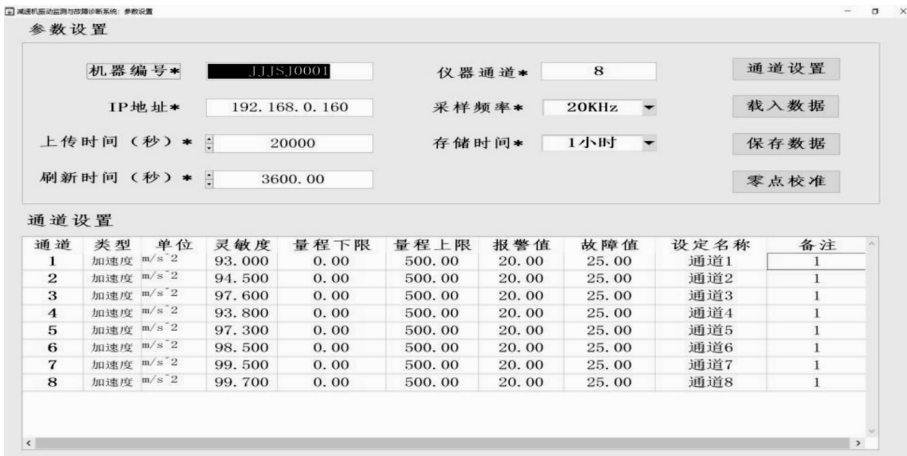 减速机振动监测与故障诊断系统: 参数设置
参数设置
机器编号* JJJSJ0001 仪器通道* 8 通道设置
IP地址* 192.168.0.160 采样频率* 20KHz 载入数据
上传时间（秒）* 20000 存储时间* 1小时 保存数据
刷新时间（秒）* 3600.00 零点校准
通道设置
通道 类型 单位 灵敏度 量程下限 量程上限 报警值 故障值 设定名称 备注
1 加速度 m/s^2 93.000 0.00 500.00 20.00 25.00 通道1 1
2 加速度 m/s^2 94.500 0.00 500.00 20.00 25.00 通道2 1
3 加速度 m/s^2 97.600 0.00 500.00 20.00 25.00 通道3 1
4 加速度 m/s^2 93.800 0.00 500.00 20.00 25.00 通道4 1
5 加速度 m/s^2 97.300 0.00 500.00 20.00 25.00 通道5 1
6 加速度 m/s^2 98.500 0.00 500.00 20.00 25.00 通道6 1
7 加速度 m/s^2 99.500 0.00 500.00 20.00 25.00 通道7 1
8 加速度 m/s^2 99.700 0.00 500.00 20.00 25.00 通道8 1